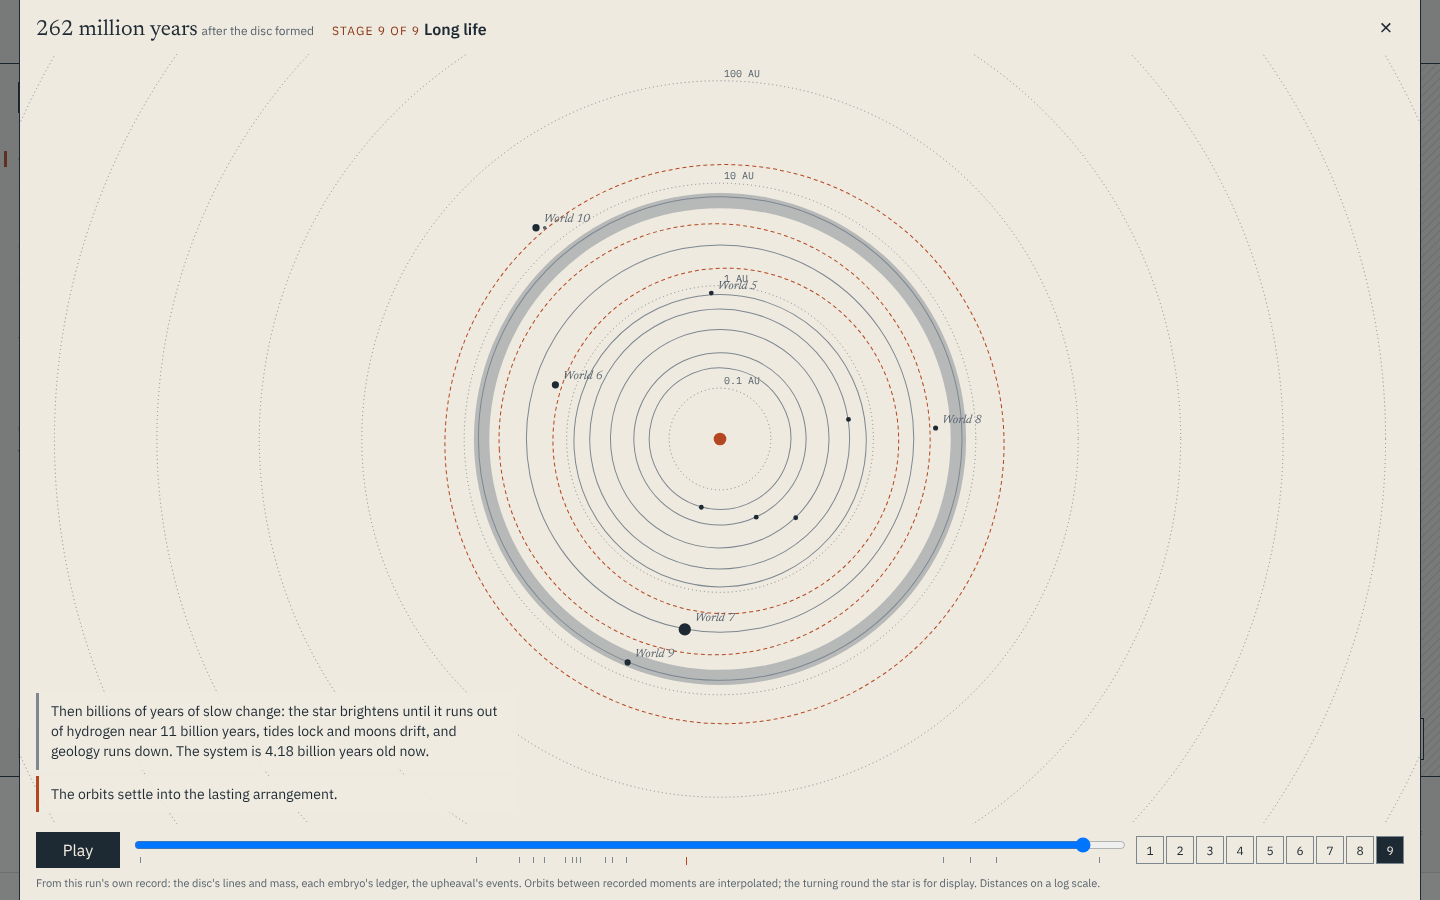 262 million years after the disc formed STAGE 9 OF 9 Long life ✕
100 AU
10 AU
World 10
1 AU
World 5
World 6
0.1 AU
World 8
World 7
World 9
Then billions of years of slow change: the star brightens until it runs out
of hydrogen near 11 billion years, tides lock and moons drift, and
geology runs down. The system is 4.18 billion years old now.
The orbits settle into the lasting arrangement.
Play 1 2 3 4 5 6 7 8 9
From this run's own record: the disc's lines and mass, each embryo's ledger, the upheaval's events. Orbits between recorded moments are interpolated; the turning round the star is for display. Distances on a log scale.